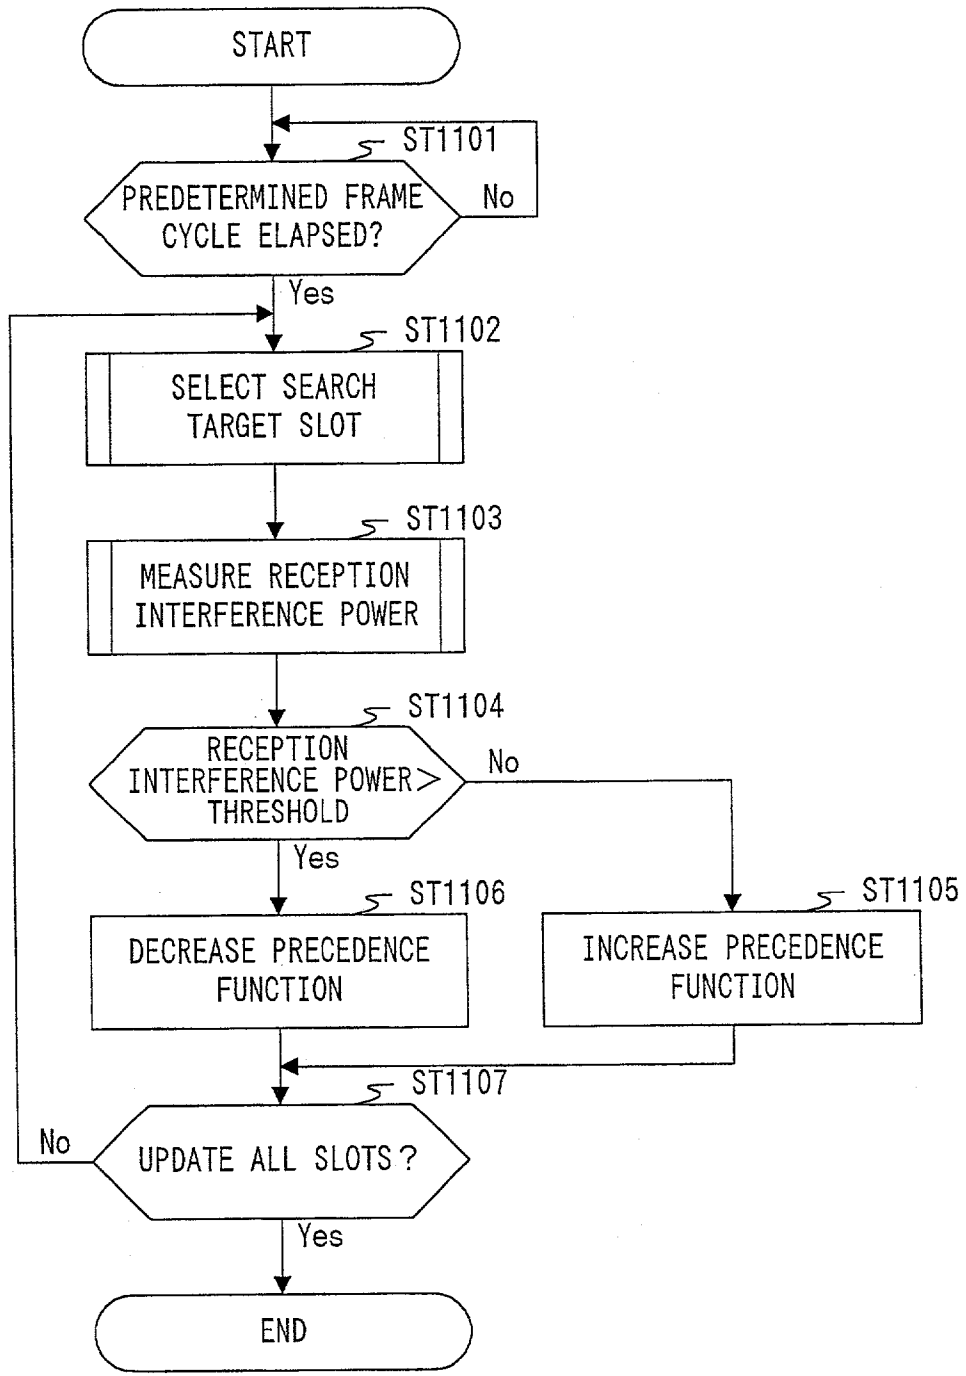 START
ST1101
PREDETERMINED FRAME
CYCLE ELAPSED?
No
Yes
ST1102
SELECT SEARCH
TARGET SLOT
ST1103
MEASURE RECEPTION
INTERFERENCE POWER
ST1104
RECEPTION
INTERFERENCE POWER>
THRESHOLD
No
Yes
ST1106
DECREASE PRECEDENCE
FUNCTION
ST1105
INCREASE PRECEDENCE
FUNCTION
ST1107
UPDATE ALL SLOTS?
No
Yes
END